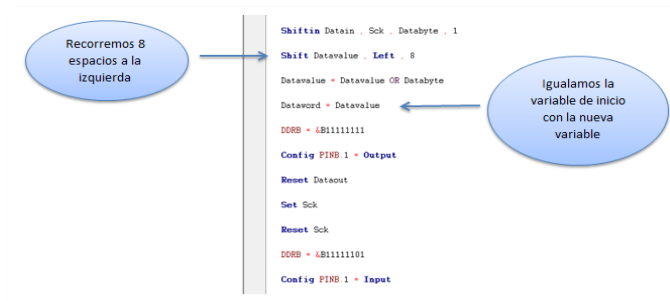 Recorremos 8
espacios a la
izquierda
Shiftin Datain , Sck , Databyte , 1
Shift Datavalue , Left , 8
Datavalue = Datavalue OR Databyte
Dataword = Datavalue
DDRB = &B11111111
Config PINB.1 = Output
Reset Dataout
Set Sck
Reset Sck
DDRB = &B11111101
Config PINB.1 = Input
Igualamos la
variable de inicio
con la nueva
variable